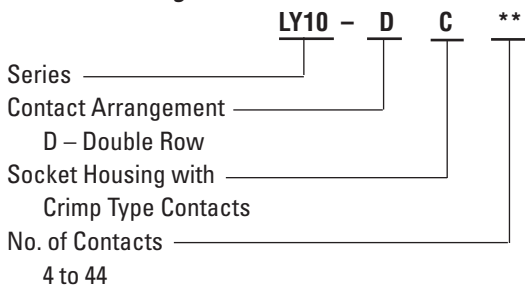 LY10 – D C **
Series
Contact Arrangement
D – Double Row
Socket Housing with
Crimp Type Contacts
No. of Contacts
4 to 44